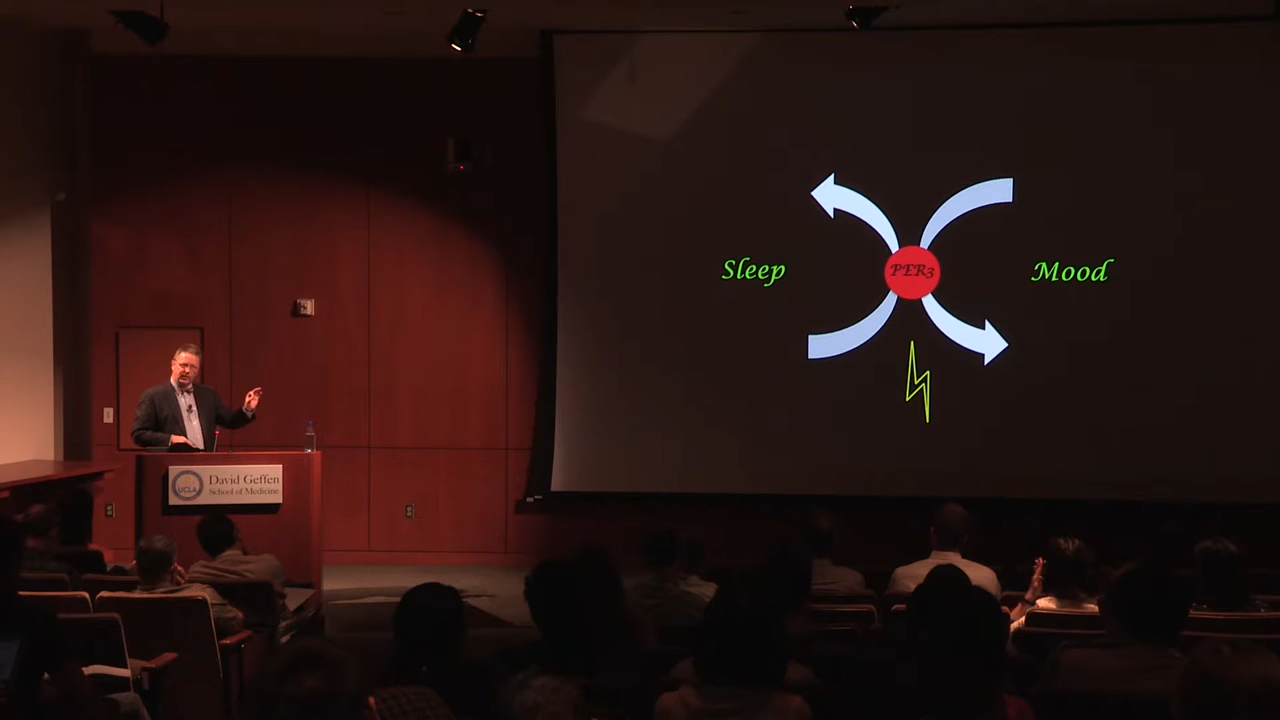 Sleep
PER3
Mood
UCLA
David Geffen
School of Medicine